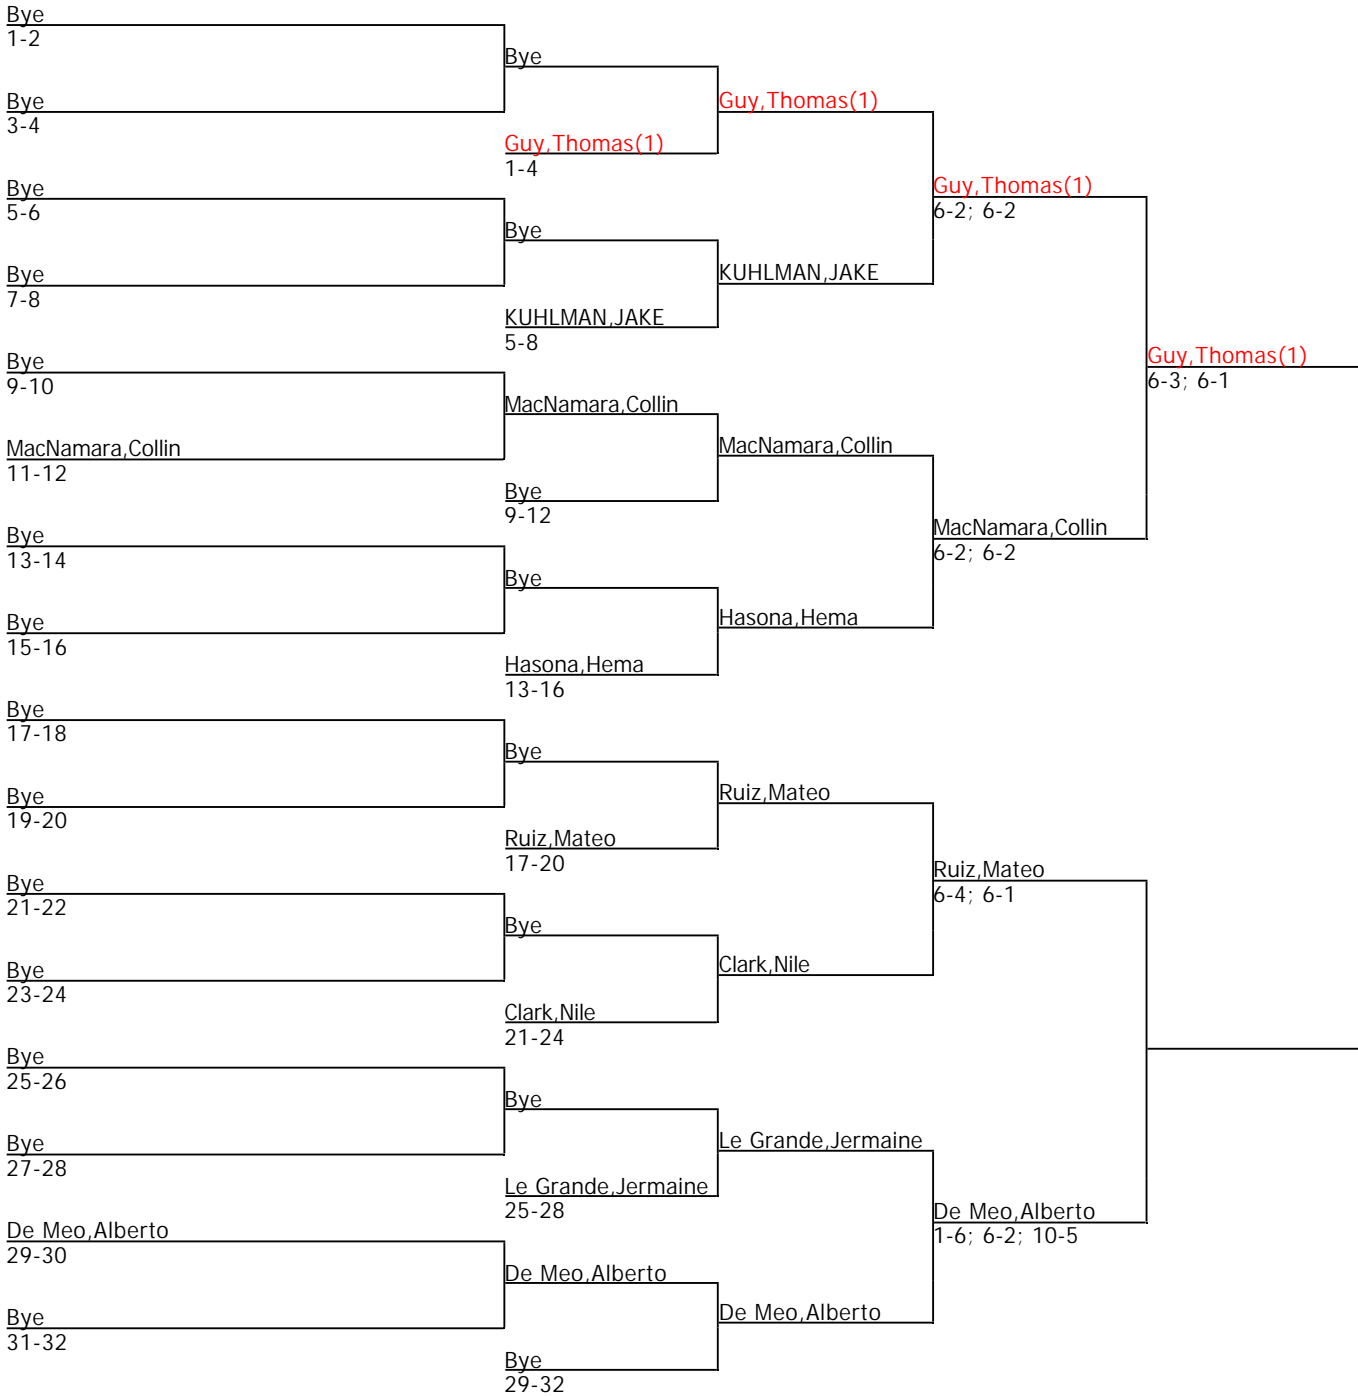 Bye
1-2
Bye
3-4
Bye
5-6
Bye
7-8
Bye
9-10
MacNamara,Collin
11-12
Bye
13-14
Bye
15-16
Bye
17-18
Bye
19-20
Bye
21-22
Bye
23-24
Bye
25-26
Bye
27-28
De Meo,Alberto
29-30
Bye
31-32
Bye
Guy,Thomas(1)
1-4
Bye
KUHLMAN,JAKE
5-8
MacNamara,Collin
Bye
9-12
Bye
Hasona,Hema
13-16
Bye
Ruiz,Mateo
17-20
Bye
Clark,Nile
21-24
Bye
Le Grande,Jermaine
25-28
De Meo,Alberto
Bye
29-32
Guy,Thomas(1)
KUHLMAN,JAKE
MacNamara,Collin
Hasona,Hema
Ruiz,Mateo
Clark,Nile
Le Grande,Jermaine
De Meo,Alberto
Guy,Thomas(1)
6-2; 6-2
MacNamara,Collin
6-2; 6-2
Ruiz,Mateo
6-4; 6-1
De Meo,Alberto
1-6; 6-2; 10-5
Guy,Thomas(1)
6-3; 6-1